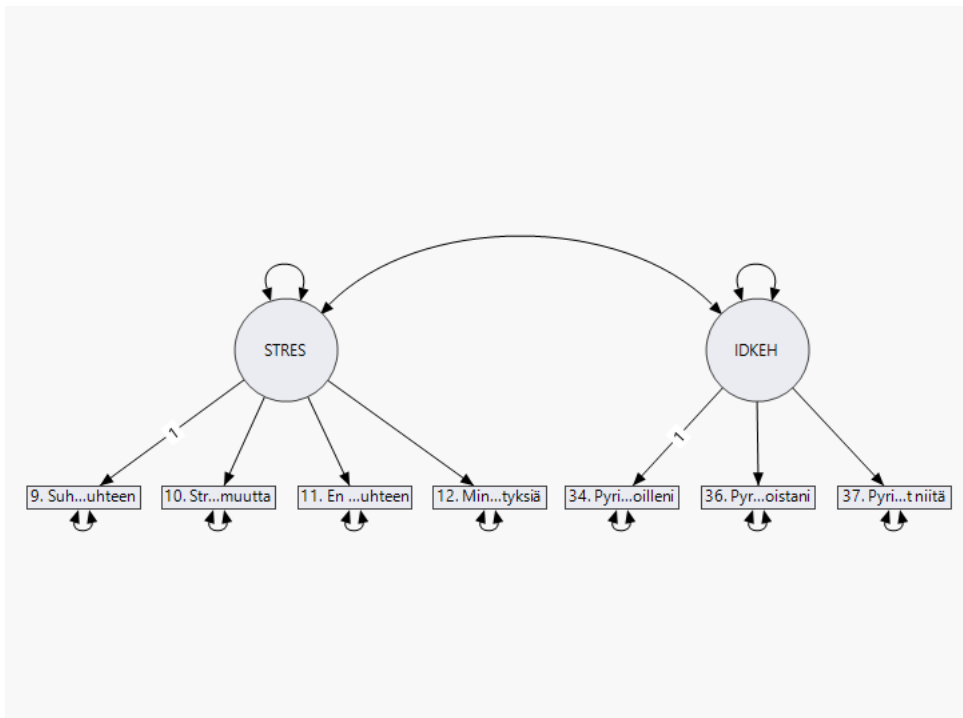 STRES
IDKEH
1
1
9. Suh...uhteen
10. Str...muutta
11. En ...uhteen
12. Min...tyksiä
34. Pyri...oilleni
36. Pyr...oistani
37. Pyri...t niitä